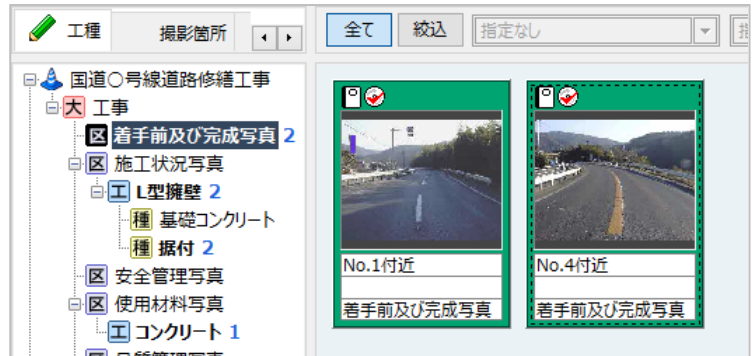 工種
撮影箇所
全て
絞込
指定なし
国道○号線道路修繕工事
大 工事
区 着手前及び完成写真 2
区 施工状況写真
工 L型擁壁 2
種 基礎コンクリート
種 据付 2
区 安全管理写真
区 使用材料写真
工 コンクリート 1
No.1付近
着手前及び完成写真
No.4付近
着手前及び完成写真